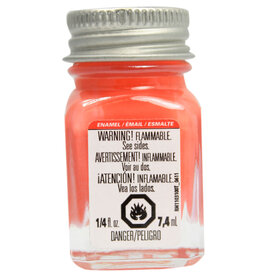 ENAMEL / ÉMAIL / ESMALTE
WARNING! FLAMMABLE.
See sides.
AVERTISSEMENT! INFLAMMABLE.
Voir au dos.
¡ATENCIÓN! INFLAMABLE.
Vea los lados.
1/4 fl. oz. 7,4 mL
DANGER/PELIGRO